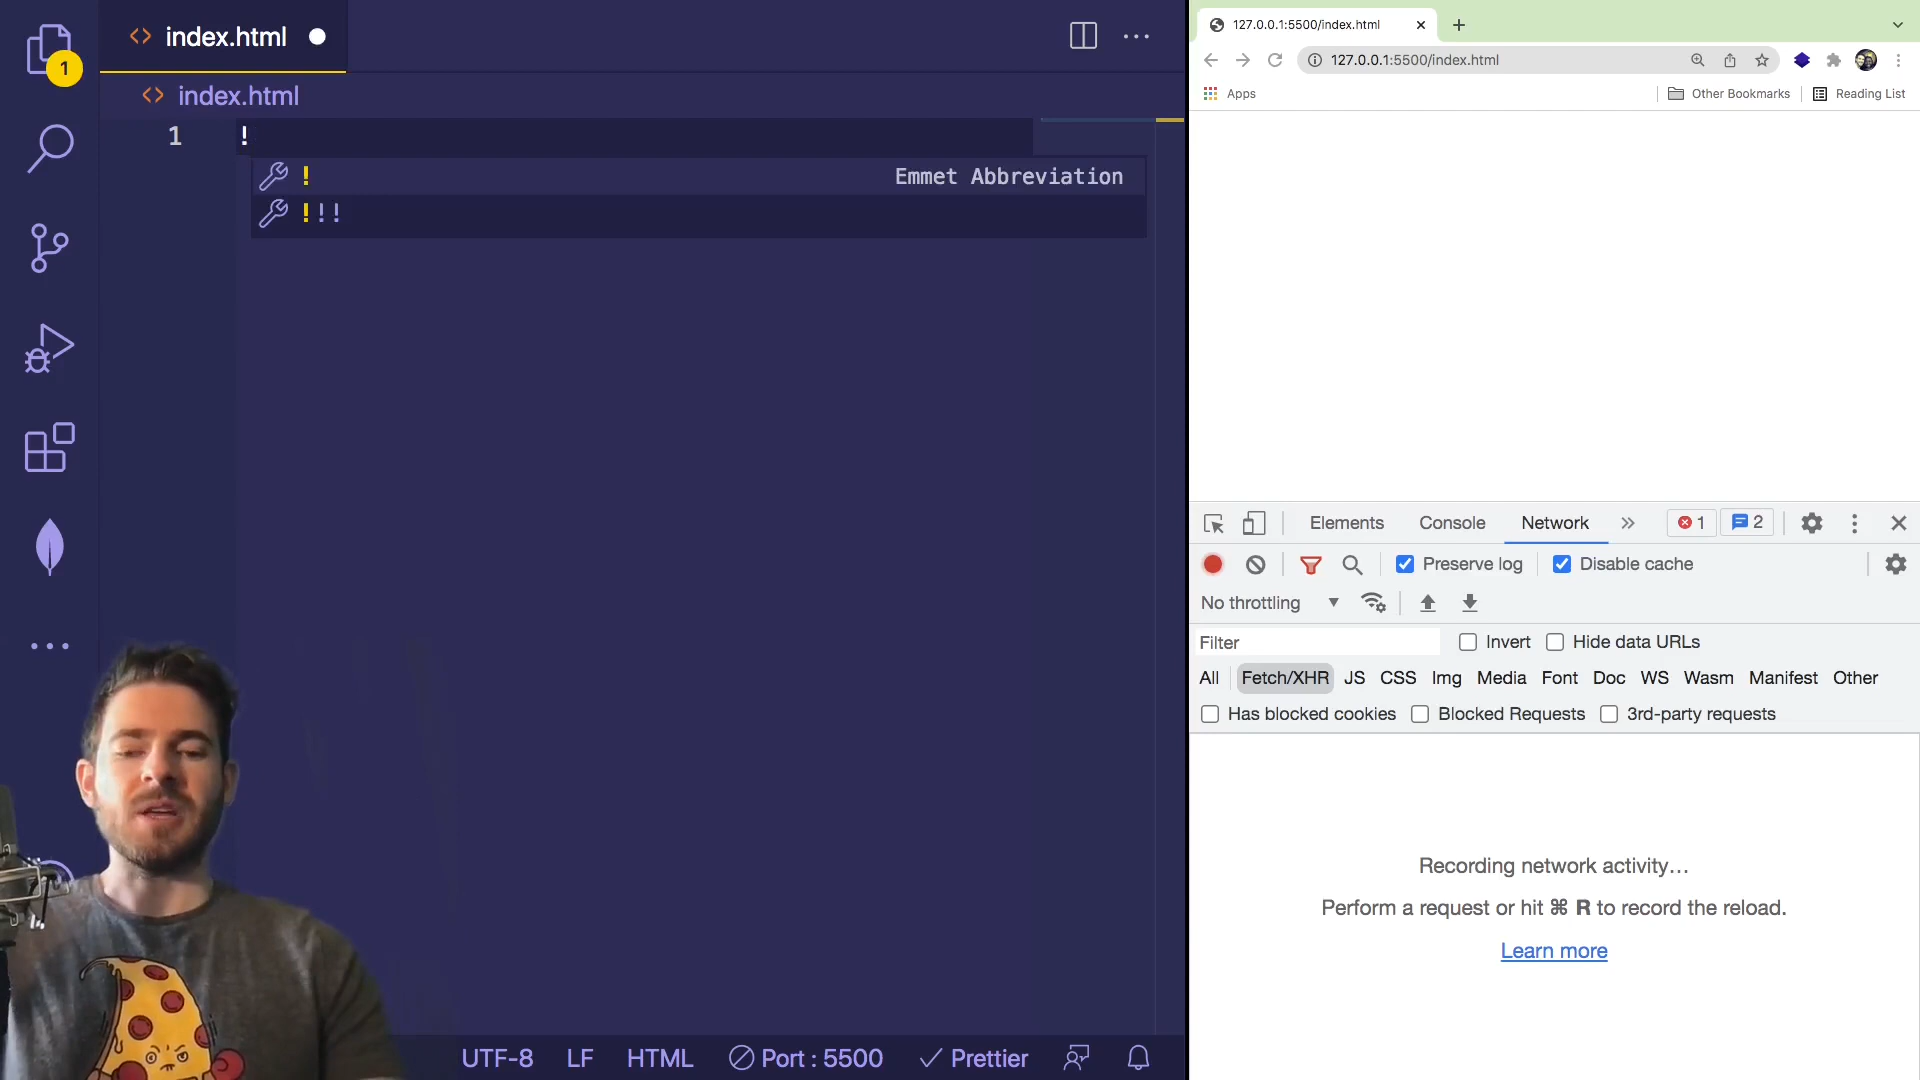 index.html
1
index.html
1
!
! Emmet Abbreviation
!!!
UTF-8 LF HTML Port : 5500 Prettier
127.0.0.1:5500/index.html
127.0.0.1:5500/index.html
Apps Other Bookmarks Reading List
Elements Console Network 1 2
Preserve log Disable cache
No throttling
Filter Invert Hide data URLs
All Fetch/XHR JS CSS Img Media Font Doc WS Wasm Manifest Other
Has blocked cookies Blocked Requests 3rd-party requests
Recording network activity…
Perform a request or hit ⌘ R to record the reload.
Learn more